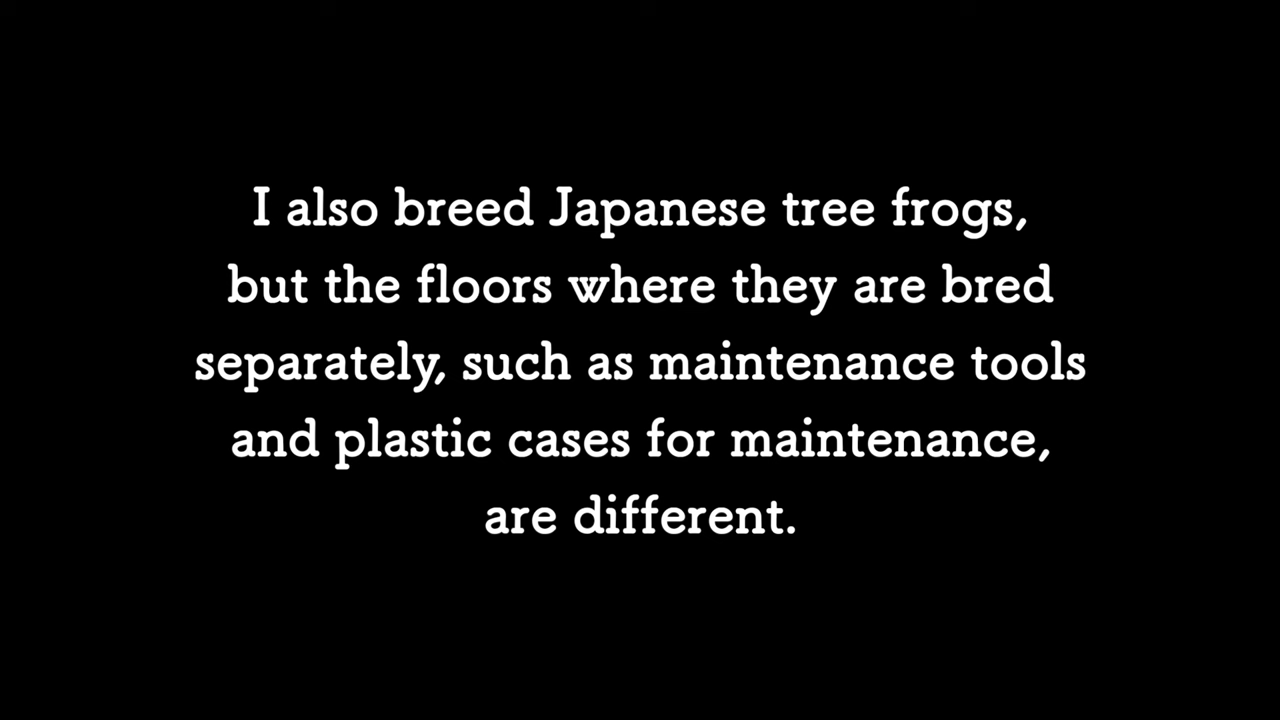 I also breed Japanese tree frogs,
but the floors where they are bred
separately, such as maintenance tools
and plastic cases for maintenance,
are different.